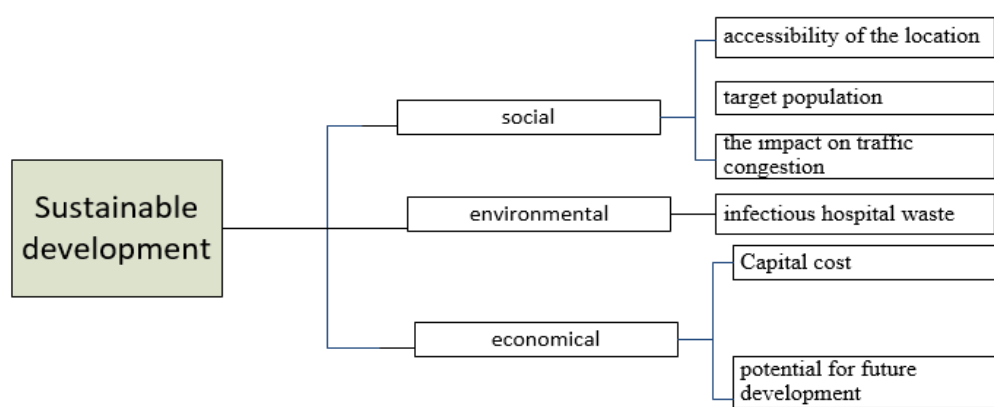 Sustainable
development
social
accessibility of the location
target population
the impact on traffic
congestion
environmental
infectious hospital waste
economical
Capital cost
potential for future
development